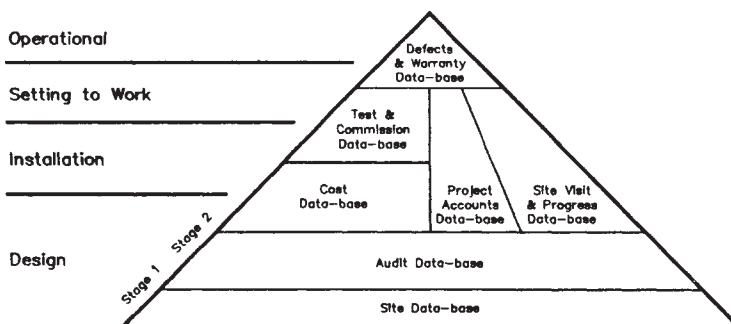 Operational
Setting to Work
Installation
Design
Stage 1
Stage 2
Defects
& Warranty
Data-base
Test &
Commission
Data-base
Cost
Data-base
Project
Accounts
Data-base
Site Visit
& Progress
Data-base
Audit Data-base
Site Data-base